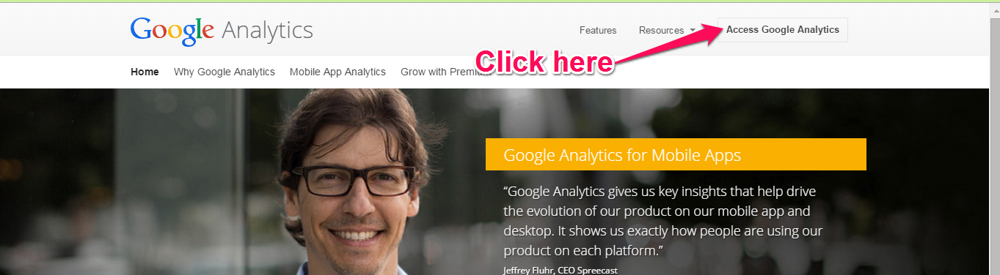 Google Analytics
Features Resources Access Google Analytics
Click here
Home Why Google Analytics Mobile App Analytics Grow with Premium
Google Analytics for Mobile Apps
“Google Analytics gives us key insights that help drive
the evolution of our product on our mobile app and
desktop. It shows us exactly how people are using our
product on each platform.”
Jeffrey Fluhr, CEO Spreecast